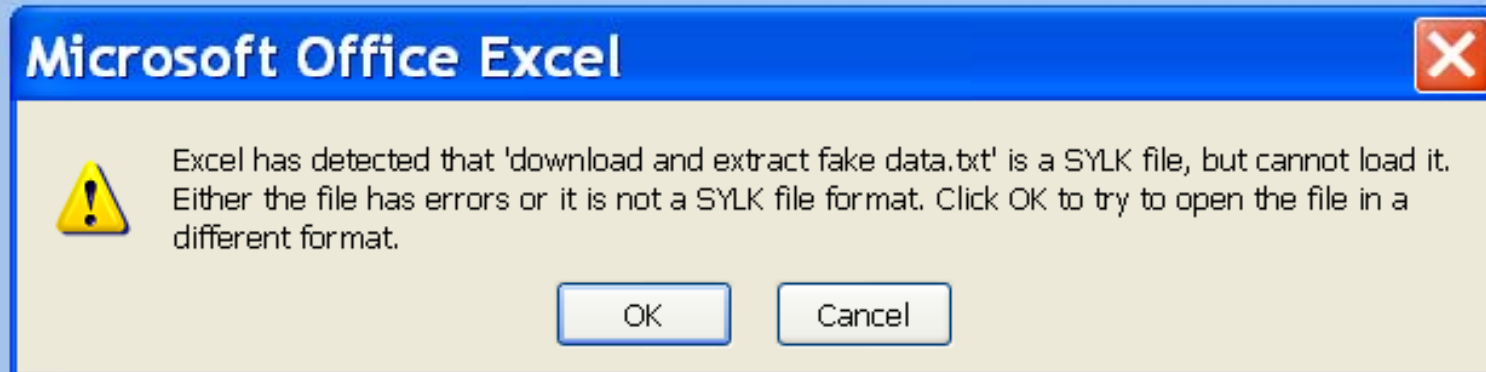 Microsoft Office Excel
Excel has detected that 'download and extract fake data.txt' is a SYLK file, but cannot load it.
Either the file has errors or it is not a SYLK file format. Click OK to try to open the file in a
different format.
OK
Cancel